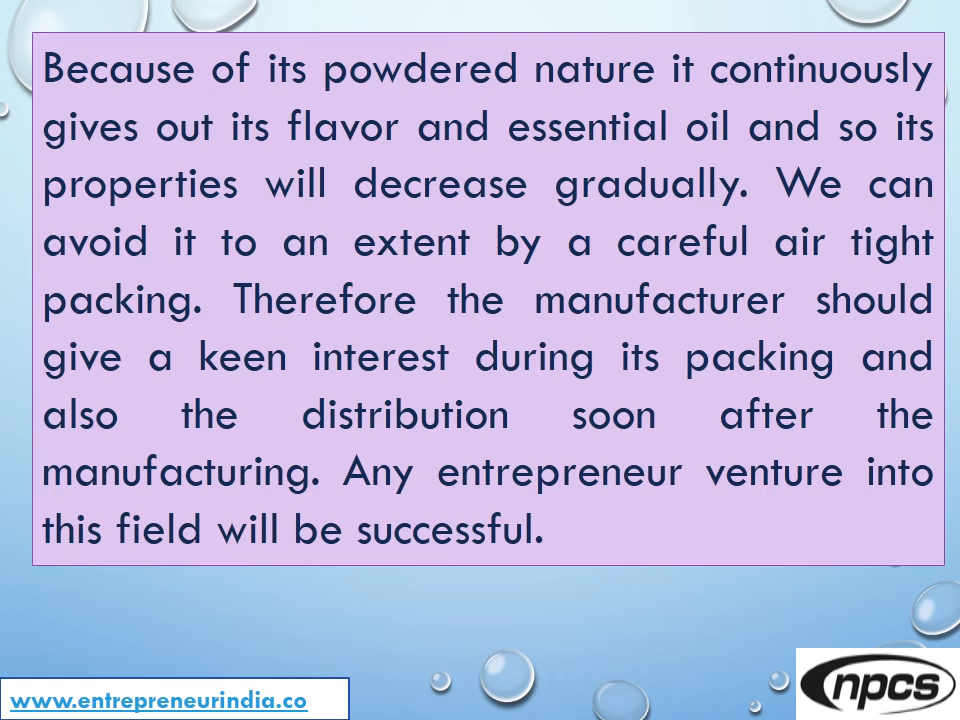 Because of its powdered nature it continuously
gives out its flavor and essential oil and so its
properties will decrease gradually. We can
avoid it to an extent by a careful air tight
packing. Therefore the manufacturer should
give a keen interest during its packing and
also the distribution soon after the
manufacturing. Any entrepreneur venture into
this field will be successful.
www.entrepreneurindia.co
npcs